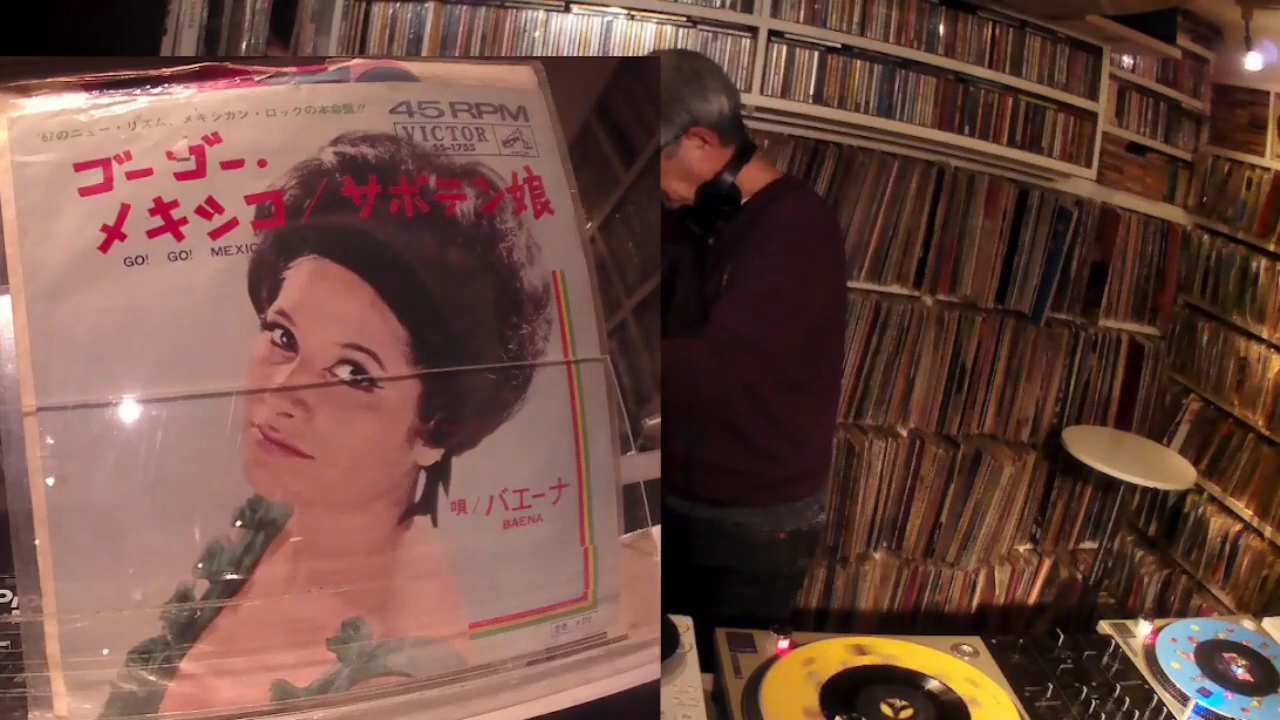 '67のニュー・リズム、メキシカン・ロックの本命盤!!
45 RPM
VICTOR
SS-1755
ゴーゴー・
メキシコ/サボテン娘
GO! GO! MEXIC
唄/バエーナ
BAENA